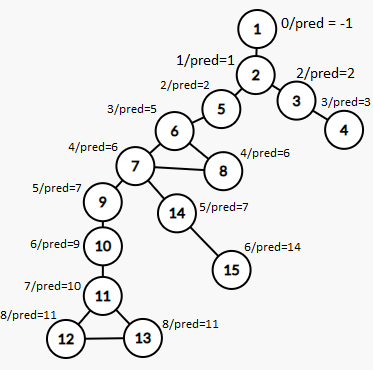 1 0/pred = -1
1/pred=1
2
2/pred=2
2/pred=2
3
5
3/pred=3
4
3/pred=5
6
4/pred=6
7
8
4/pred=6
5/pred=7
9
14
5/pred=7
6/pred=9
10
6/pred=14
15
7/pred=10
11
8/pred=11
12
13
8/pred=11